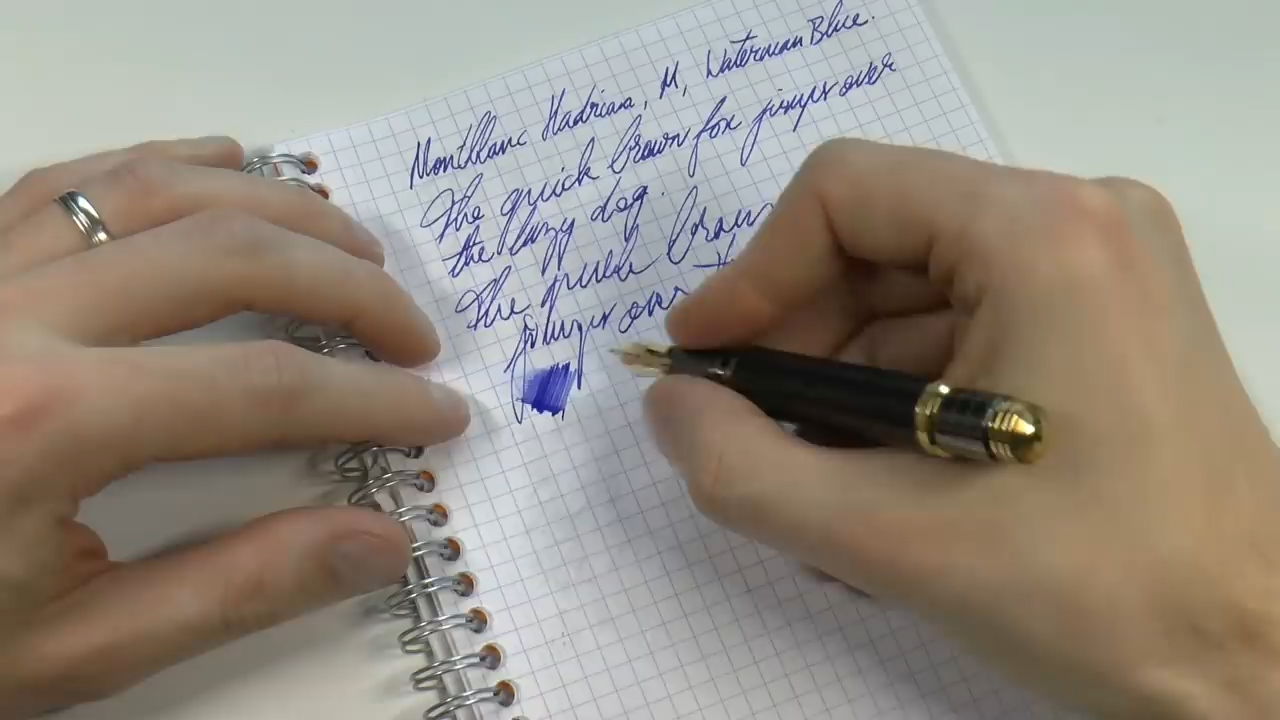 Montblanc Hadrian, M, Waterman Blue.
The quick brown fox jumps over
the lazy dog.
The quick brown
jumps over